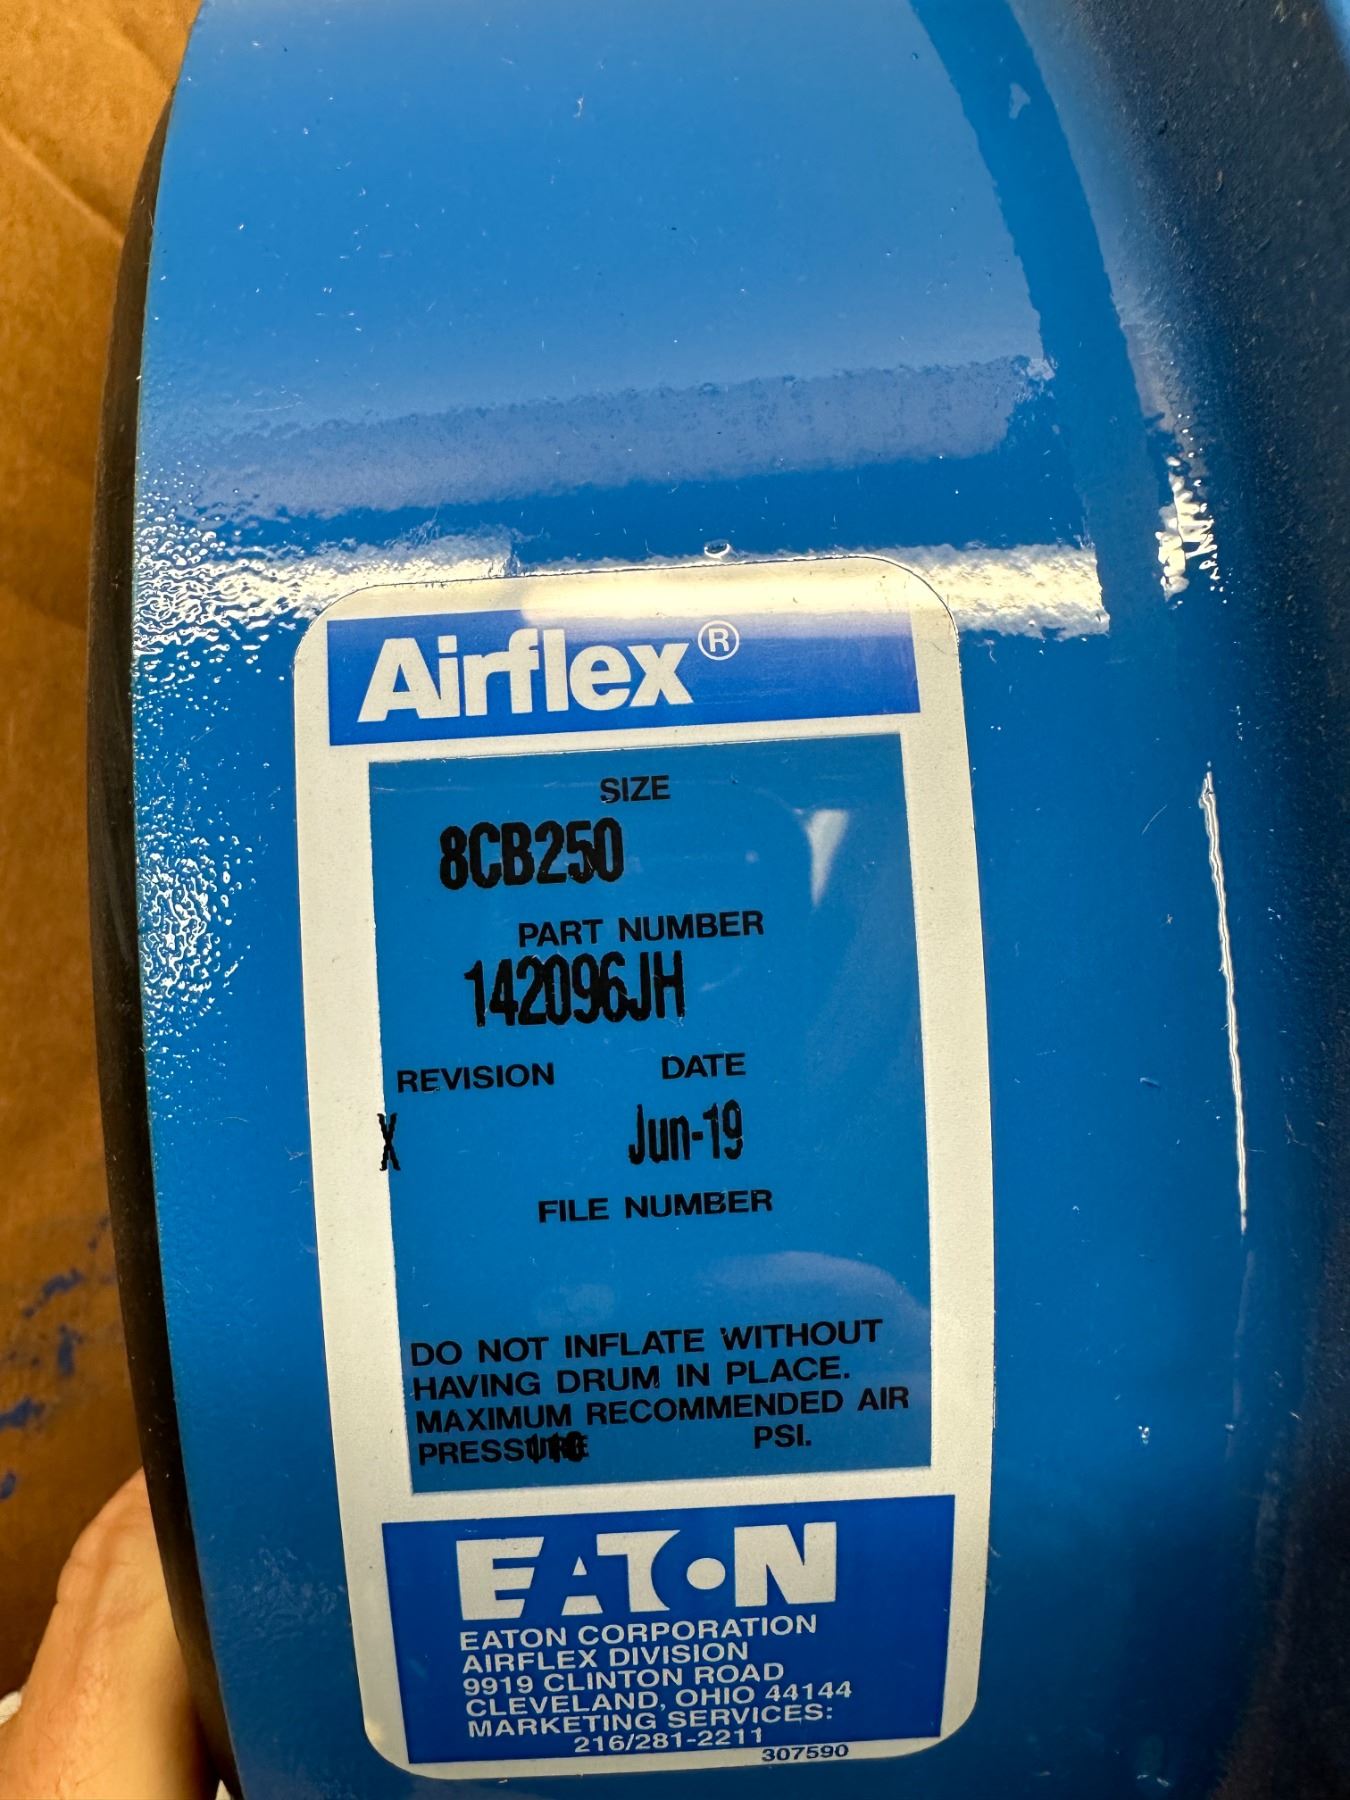 Airflex®
SIZE
8CB250
PART NUMBER
142096JH
REVISION DATE
X Jun-19
FILE NUMBER
DO NOT INFLATE WITHOUT
HAVING DRUM IN PLACE.
MAXIMUM RECOMMENDED AIR
PRESSURE 110 PSI.
EATON
EATON CORPORATION
AIRFLEX DIVISION
9919 CLINTON ROAD
CLEVELAND, OHIO 44144
MARKETING SERVICES:
216/281-2211
307590